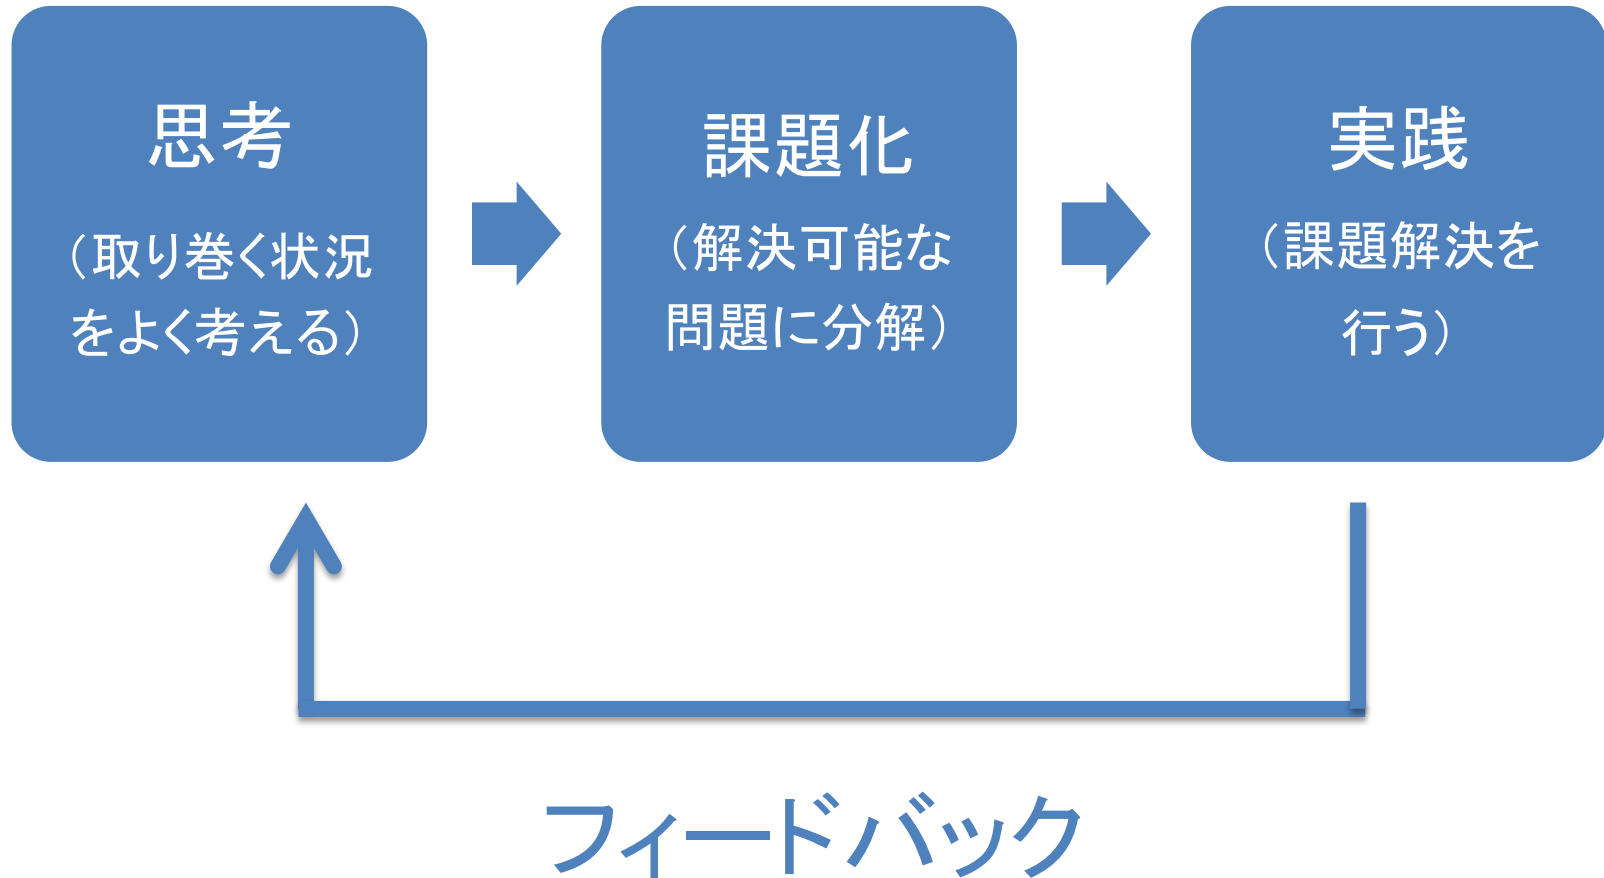 思考
（取り巻く状況
をよく考える）
課題化
（解決可能な
問題に分解）
実践
（課題解決を
行う）
フィードバック